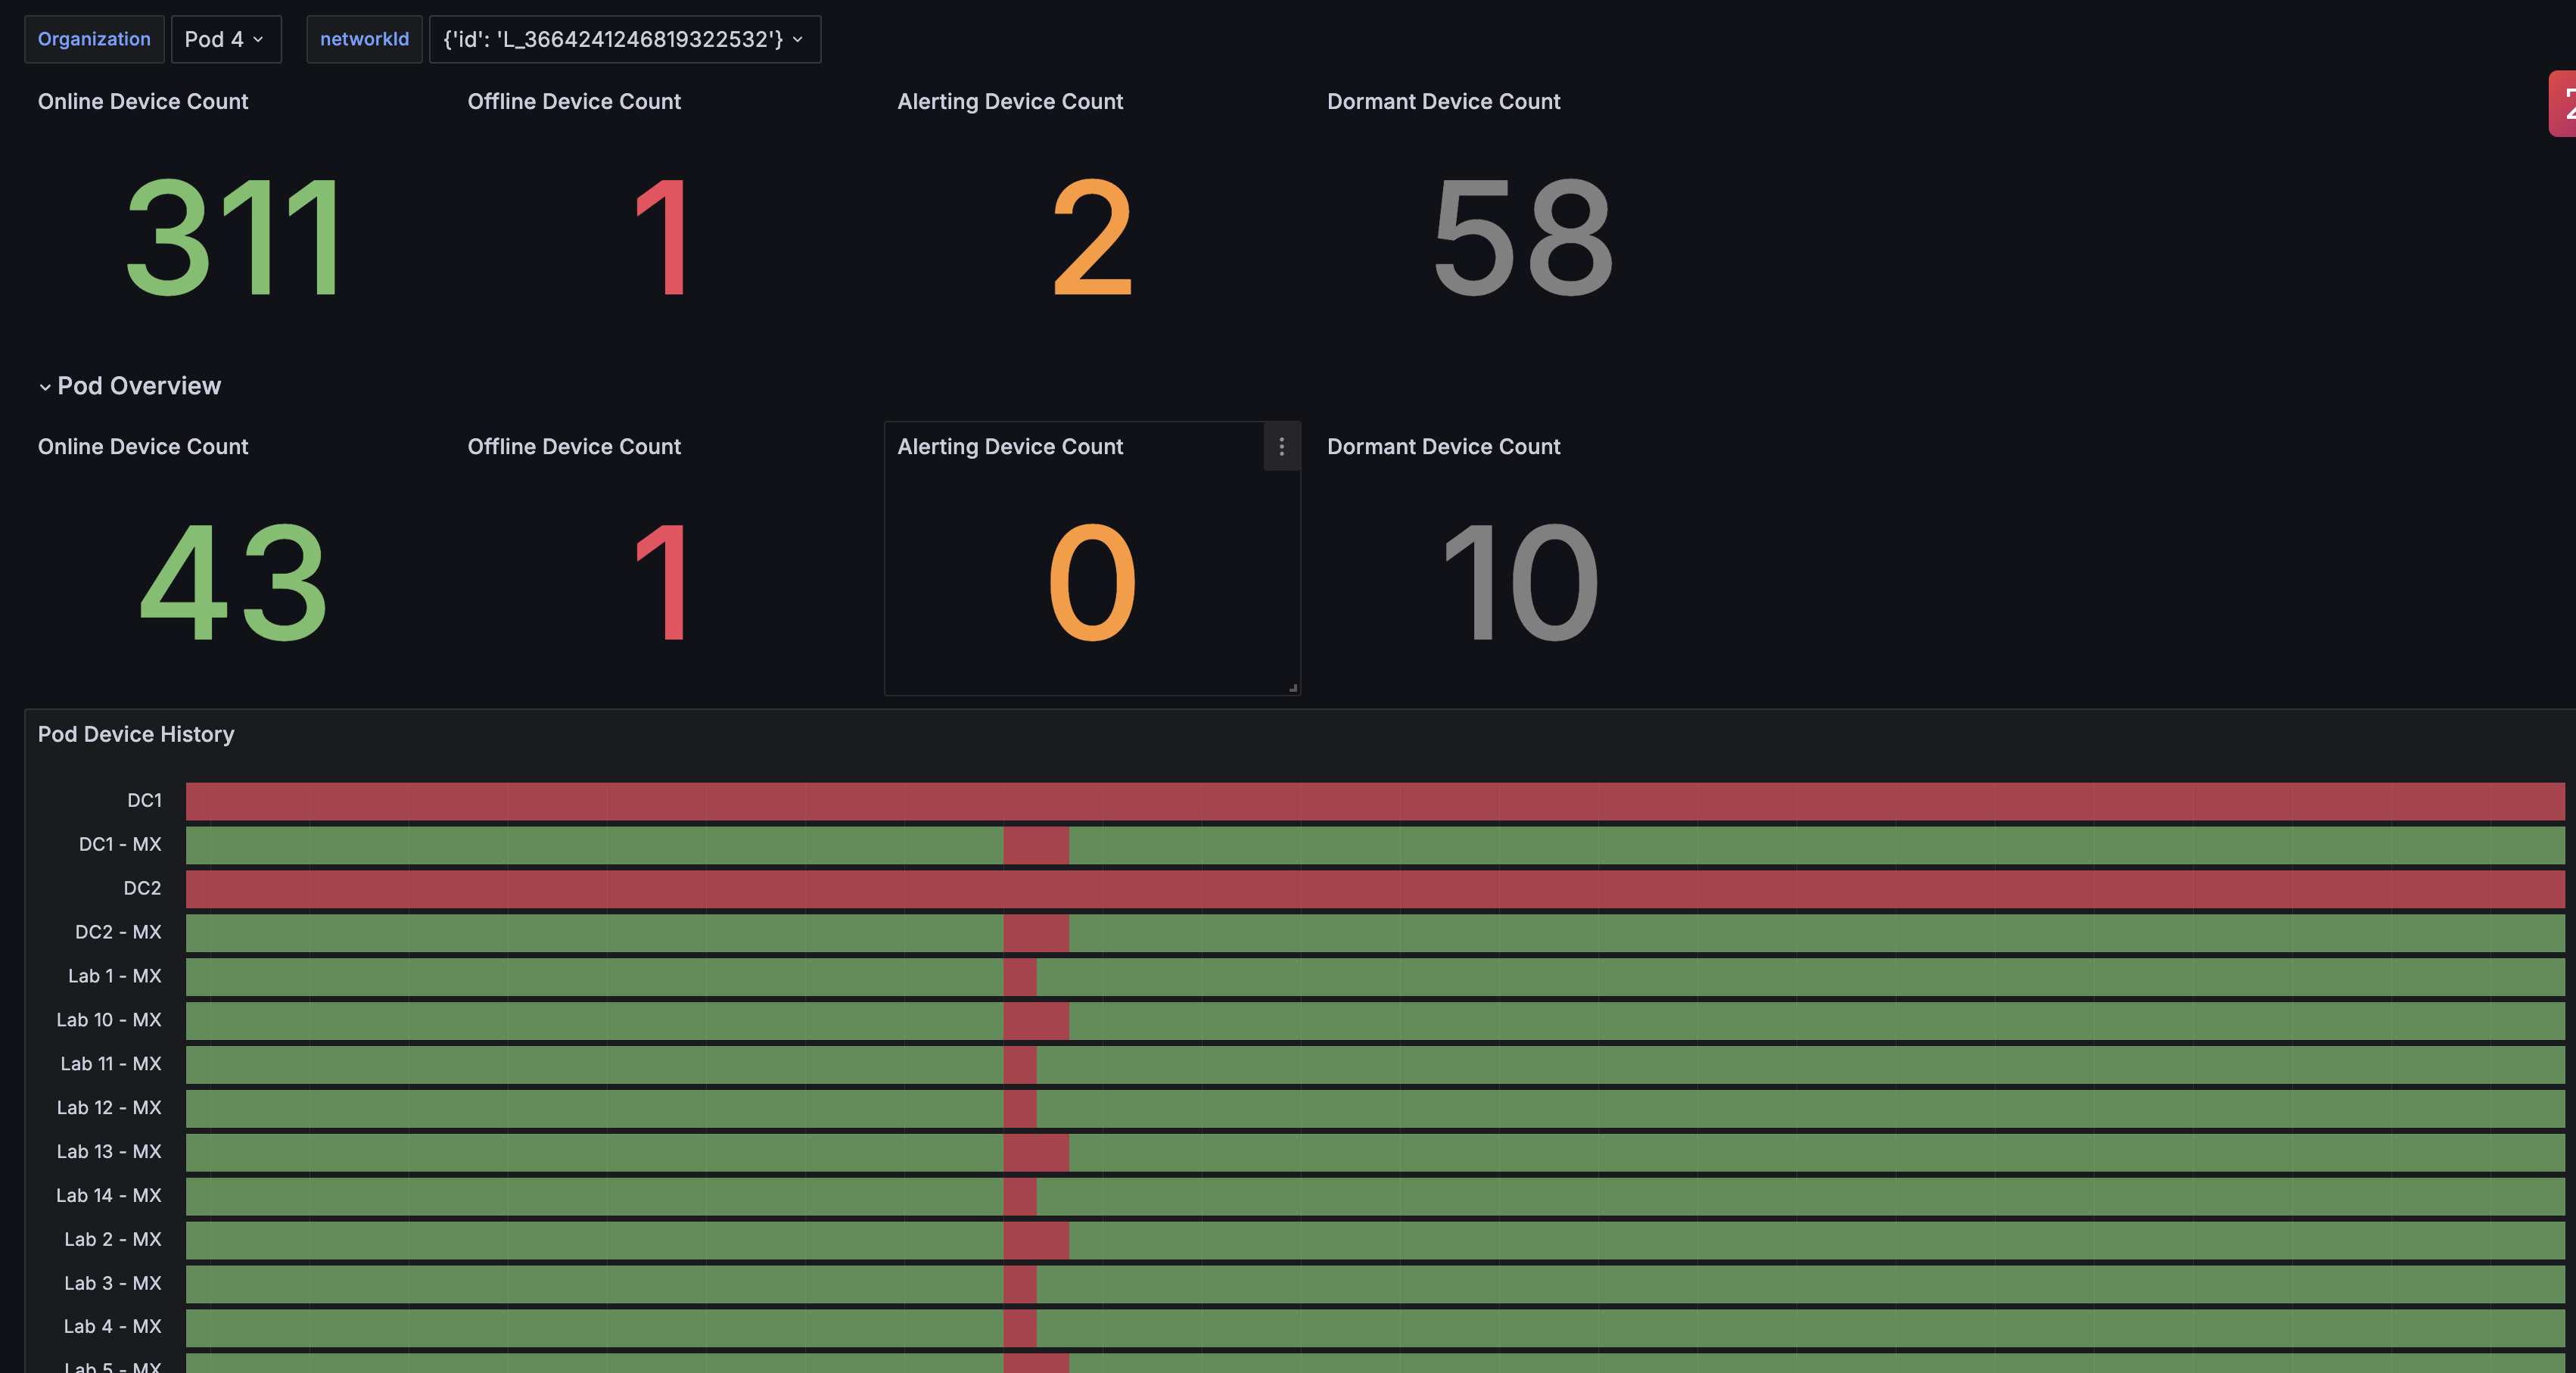 Organization Pod 4 networkId {'id': 'L_3664241246819322532'}
Online Device Count Offline Device Count Alerting Device Count Dormant Device Count
311 1 2 58
Pod Overview
Online Device Count Offline Device Count Alerting Device Count Dormant Device Count
43 1 0 10
Pod Device History
DC1
DC1 - MX
DC2
DC2 - MX
Lab 1 - MX
Lab 10 - MX
Lab 11 - MX
Lab 12 - MX
Lab 13 - MX
Lab 14 - MX
Lab 2 - MX
Lab 3 - MX
Lab 4 - MX
Lab 5 - MX